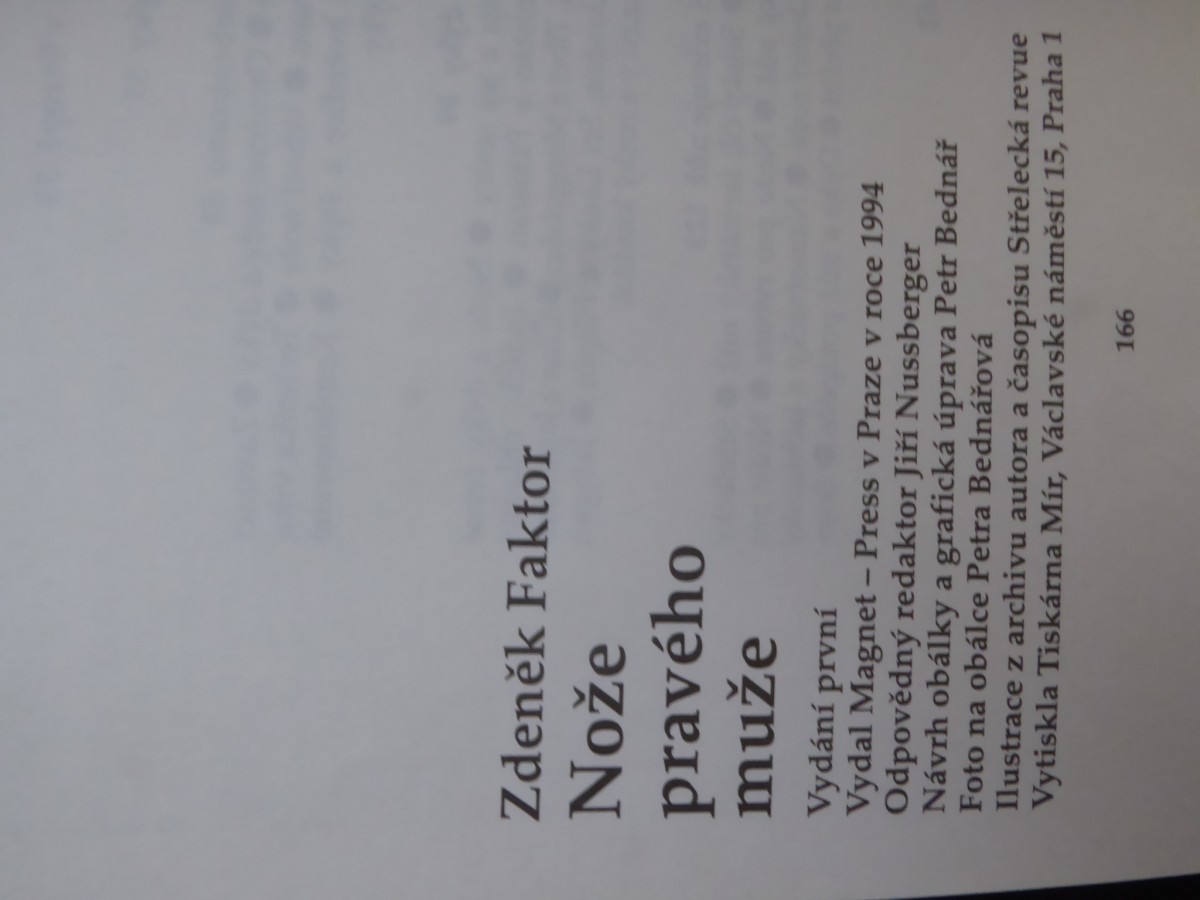 Zdeněk Faktor
Nože
pravého
muže
Vydání první
Vydal Magnet – Press v Praze v roce 1994
Odpovědný redaktor Jiří Nussberger
Návrh obálky a grafická úprava Petr Bednář
Foto na obálce Petra Bednářová
Ilustrace z archivu autora a časopisu Střelecká revue
Vytiskla Tiskárna Mír, Václavské náměstí 15, Praha 1
166